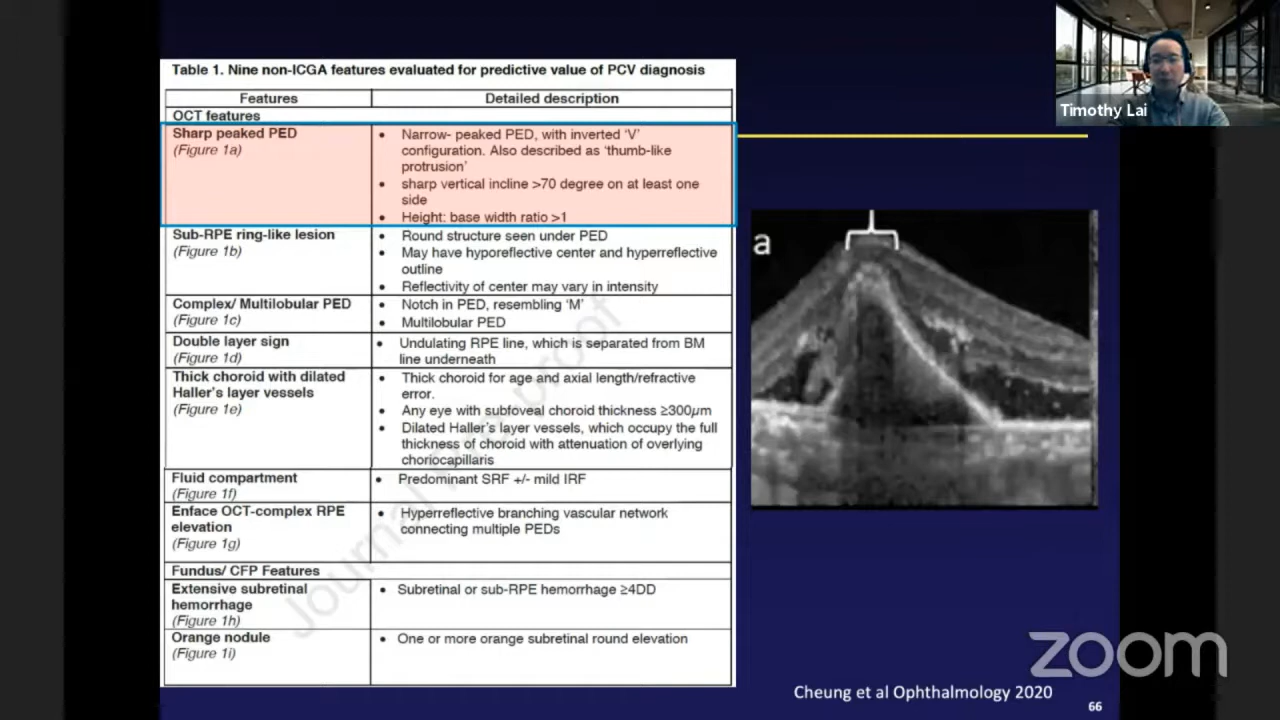 Timothy Lai
Table 1. Nine non-ICGA features evaluated for predictive value of PCV diagnosis
Features Detailed description
OCT features
Sharp peaked PED
(Figure 1a)
• Narrow- peaked PED, with inverted 'V'
configuration. Also described as 'thumb-like
protrusion'
• sharp vertical incline >70 degree on at least one
side
• Height: base width ratio >1
Sub-RPE ring-like lesion
(Figure 1b)
• Round structure seen under PED
• May have hyporeflective center and hyperreflective
outline
• Reflectivity of center may vary in intensity
Complex/ Multilobular PED
(Figure 1c)
• Notch in PED, resembling 'M'
• Multilobular PED
Double layer sign
(Figure 1d)
• Undulating RPE line, which is separated from BM
line underneath
Thick choroid with dilated
Haller's layer vessels
(Figure 1e)
• Thick choroid for age and axial length/refractive
error.
• Any eye with subfoveal choroid thickness ≥300µm
• Dilated Haller's layer vessels, which occupy the full
thickness of choroid with attenuation of overlying
choriocapillaris
Fluid compartment
(Figure 1f)
• Predominant SRF +/- mild IRF
Enface OCT-complex RPE
elevation
(Figure 1g)
• Hyperreflective branching vascular network
connecting multiple PEDs
Fundus/ CFP Features
Extensive subretinal
hemorrhage
(Figure 1h)
• Subretinal or sub-RPE hemorrhage ≥4DD
Orange nodule
(Figure 1i)
• One or more orange subretinal round elevation
Journal Pre-proof
a
zoom
Cheung et al Ophthalmology 2020
66